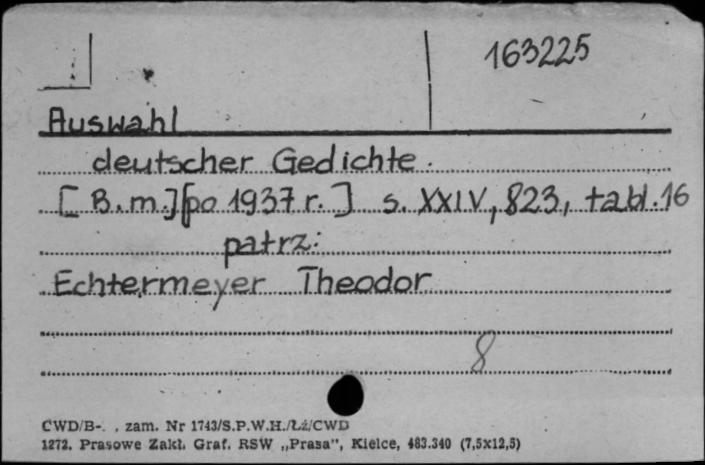 163225
Auswahl
deutscher Gedichte.
[B.m.][po 1937 r.] s. XXIV, 823, tabl. 16
patrz:
Echtermeyer Theodor
8
CWD/B-. , zam. Nr 1743/S.P.W.H./Łż/CWD
1272. Prasowe Zakł. Graf. RSW „Prasa”, Kielce, 483.340 (7,5x12,5)